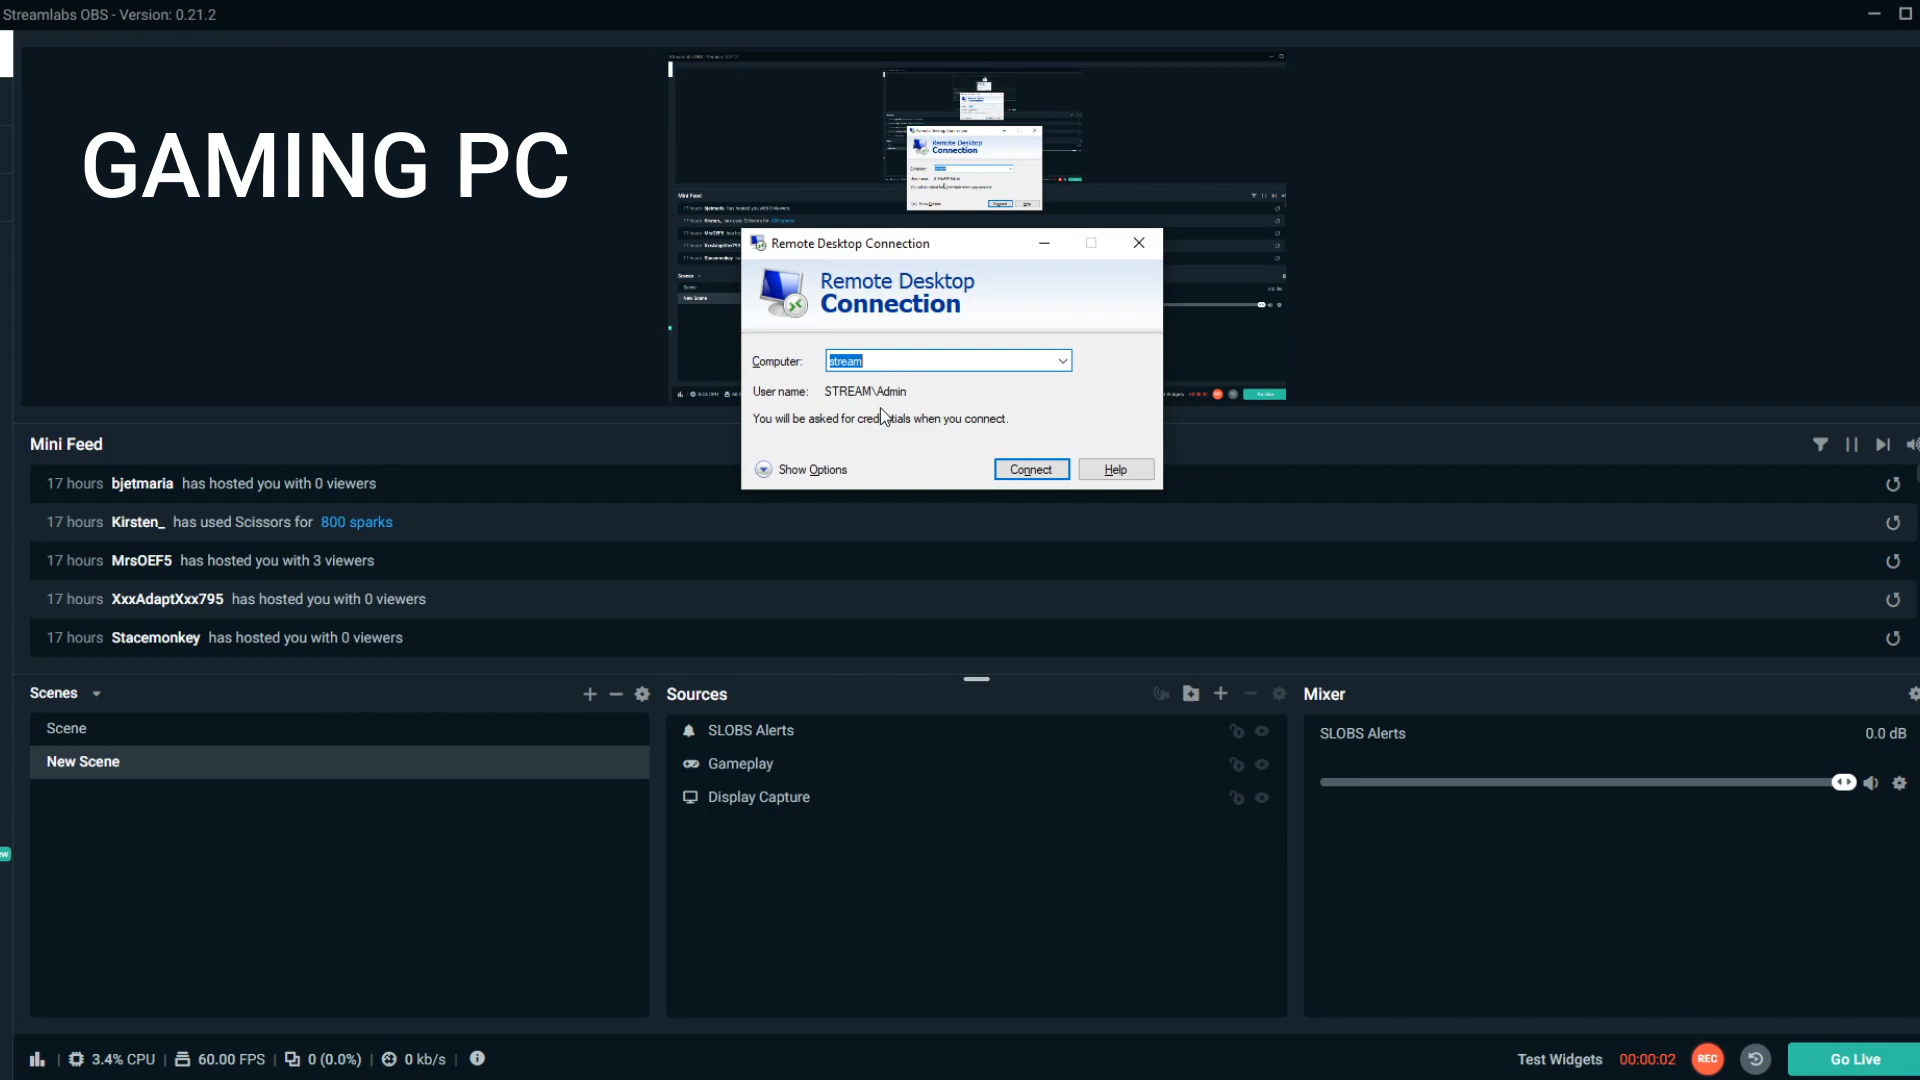 Streamlabs OBS - Version: 0.21.2
GAMING PC
Remote Desktop Connection
Remote Desktop
Connection
Computer: stream
User name: STREAM\Admin
You will be asked for credentials when you connect.
Show Options
Connect
Help
Mini Feed
17 hours bjetmaria has hosted you with 0 viewers
17 hours Kirsten_ has used Scissors for 800 sparks
17 hours MrsOEF5 has hosted you with 3 viewers
17 hours XxxAdaptXxx795 has hosted you with 0 viewers
17 hours Stacemonkey has hosted you with 0 viewers
Scenes
Scene
New Scene
Sources
SLOBS Alerts
Gameplay
Display Capture
Mixer
SLOBS Alerts 0.0 dB
3.4% CPU
60.00 FPS
0 (0.0%)
0 kb/s
Test Widgets
00:00:02
REC
Go Live